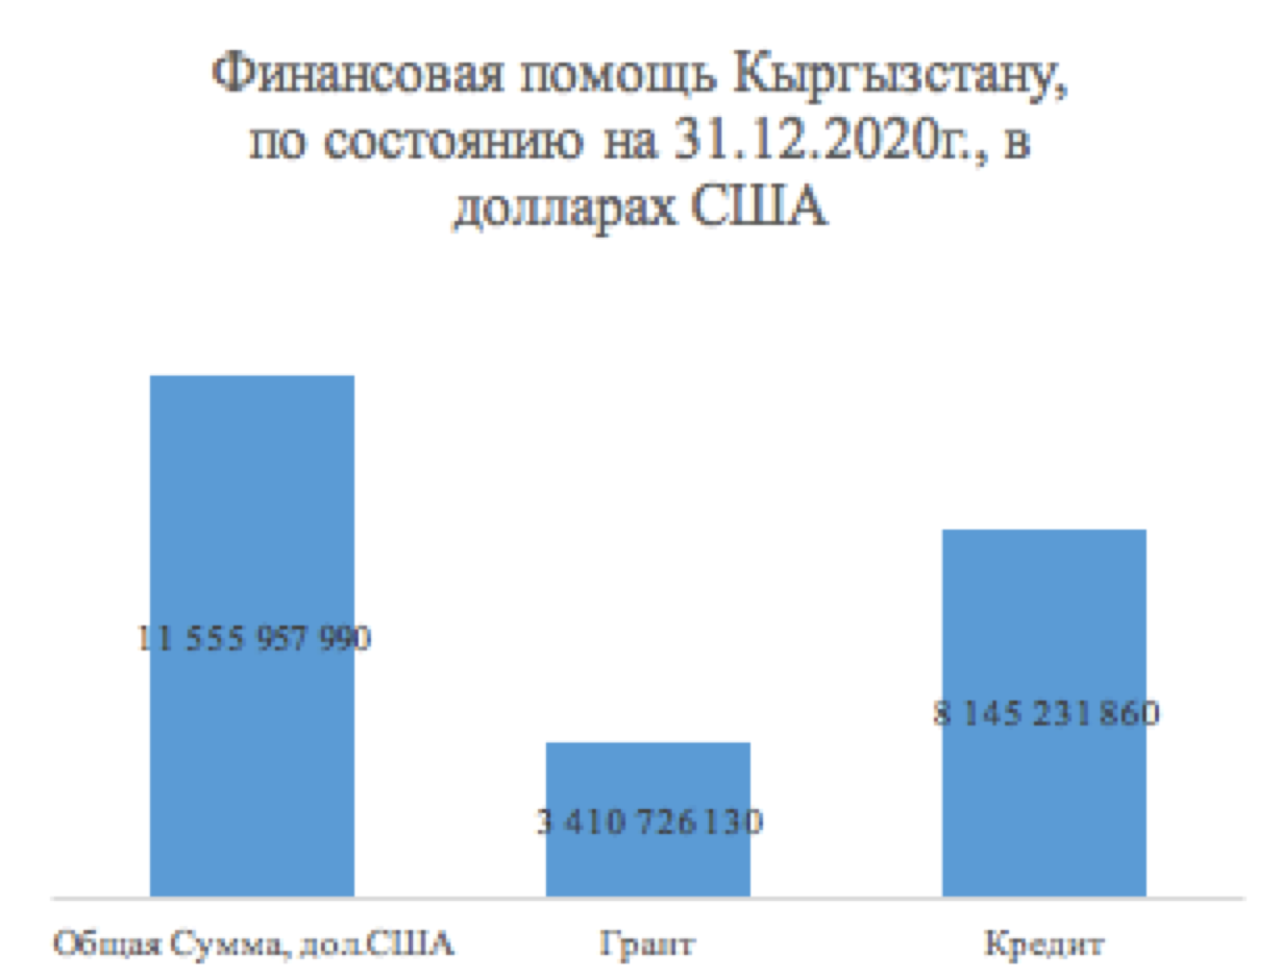 Финансовая помощь Кыргызстану,
по состоянию на 31.12.2020г., в
долларах США
11 555 957 990
3 410 726 130
8 145 231 860
Общая Сумма, дол.США
Грант
Кредит